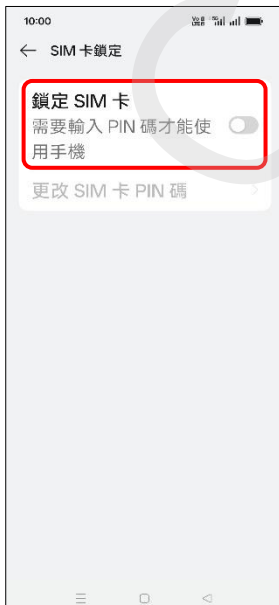 10:00
SIM 卡鎖定
鎖定 SIM 卡
需要輸入 PIN 碼才能使
用手機
更改 SIM 卡 PIN 碼